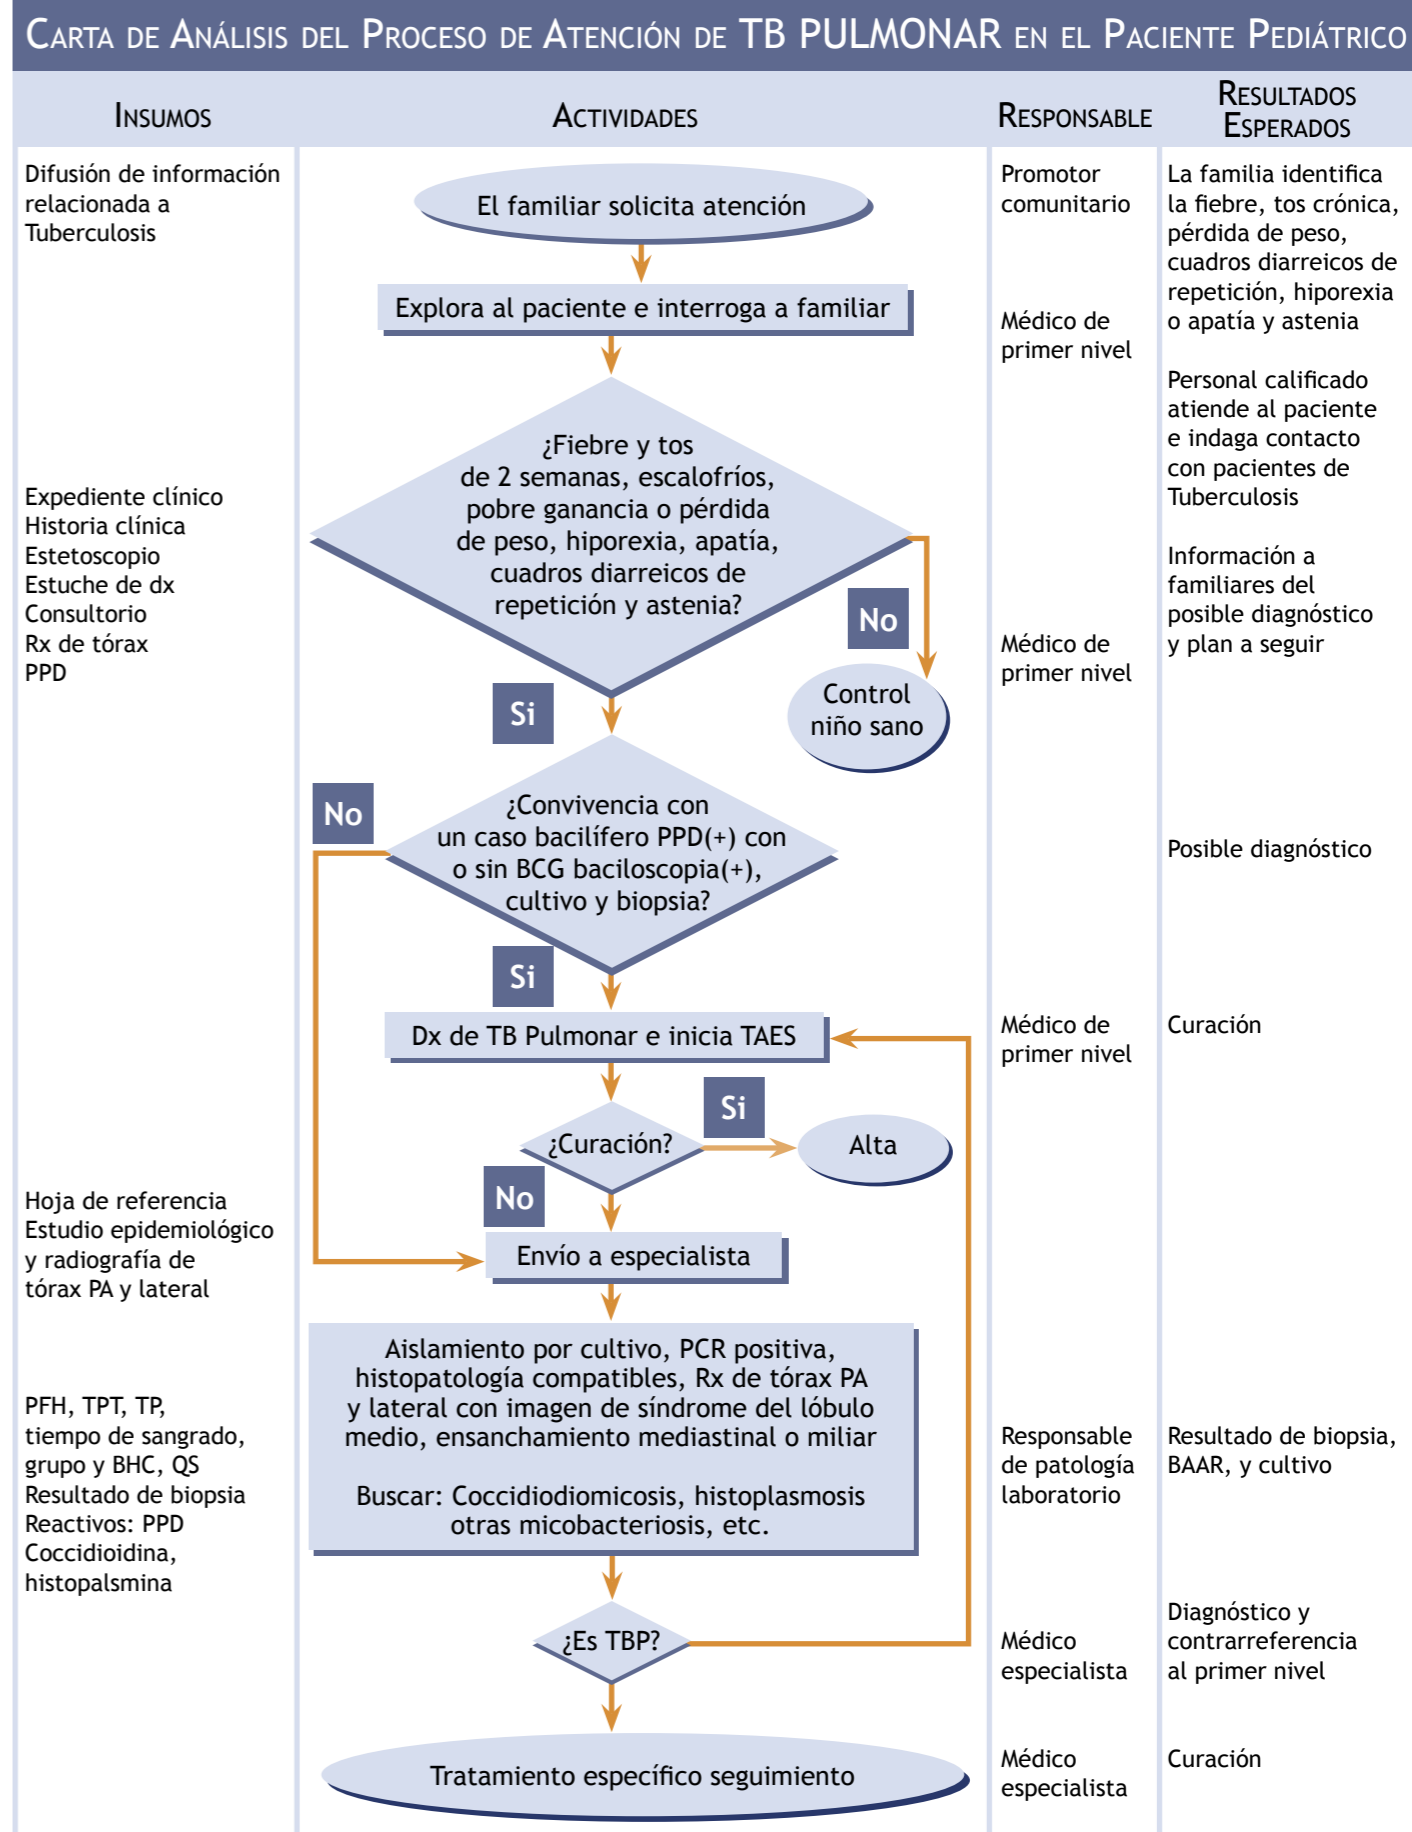 CARTA DE ANÁLISIS DEL PROCESO DE ATENCIÓN DE TB PULMONAR EN EL PACIENTE PEDIÁTRICO
INSUMOS
Difusión de información
relacionada a
Tuberculosis
Expediente clínico
Historia clínica
Estetoscopio
Estuche de dx
Consultorio
Rx de tórax
PPD
Hoja de referencia
Estudio epidemiológico
y radiografía de
tórax PA y lateral
PFH, TPT, TP,
tiempo de sangrado,
grupo y BHC, QS
Resultado de biopsia
Reactivos: PPD
Coccidioidina,
histopalsmina
ACTIVIDADES
El familiar solicita atención
Explora al paciente e interroga a familiar
¿Fiebre y tos
de 2 semanas, escalofríos,
pobre ganancia o pérdida
de peso, hiporexia, apatía,
cuadros diarreicos de
repetición y astenia?
No
Control
niño sano
Si
¿Convivencia con
un caso bacilífero PPD(+) con
o sin BCG baciloscopia(+),
cultivo y biopsia?
No
Si
Dx de TB Pulmonar e inicia TAES
¿Curación?
Si
Alta
No
Envío a especialista
Aislamiento por cultivo, PCR positiva,
histopatología compatibles, Rx de tórax PA
y lateral con imagen de síndrome del lóbulo
medio, ensanchamiento mediastinal o miliar
Buscar: Coccidiodiomicosis, histoplasmosis
otras micobacteriosis, etc.
¿Es TBP?
Tratamiento específico seguimiento
RESPONSABLE
Promotor
comunitario
Médico de
primer nivel
Médico de
primer nivel
Médico de
primer nivel
Responsable
de patología
laboratorio
Médico
especialista
Médico
especialista
RESULTADOS
ESPERADOS
La familia identifica
la fiebre, tos crónica,
pérdida de peso,
cuadros diarreicos de
repetición, hiporexia
o apatía y astenia
Personal calificado
atiende al paciente
e indaga contacto
con pacientes de
Tuberculosis
Información a
familiares del
posible diagnóstico
y plan a seguir
Posible diagnóstico
Curación
Resultado de biopsia,
BAAR, y cultivo
Diagnóstico y
contrarreferencia
al primer nivel
Curación